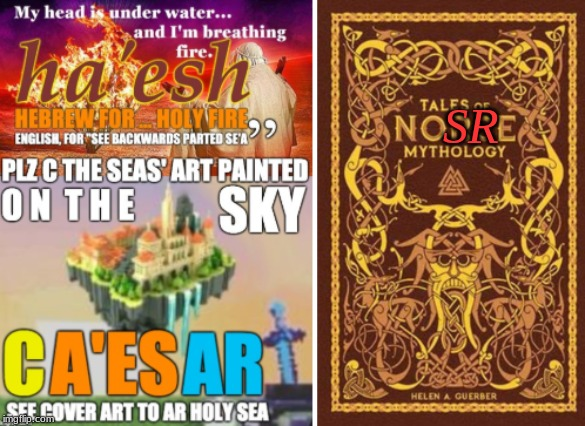 My head is under water...
and I'm breathing
fire.
ha'esh
HEBREW FOR ... HOLY FIRE
ENGLISH, FOR "SEE BACKWARDS PARTED SE'A"
PLZ C THE SEAS' ART PAINTED
ON THE SKY
CA'ESAR
SEE COVER ART TO AR HOLY SEA
imgflip.com
TALES OF
NOSRE
MYTHOLOGY
HELEN A. GUERBER